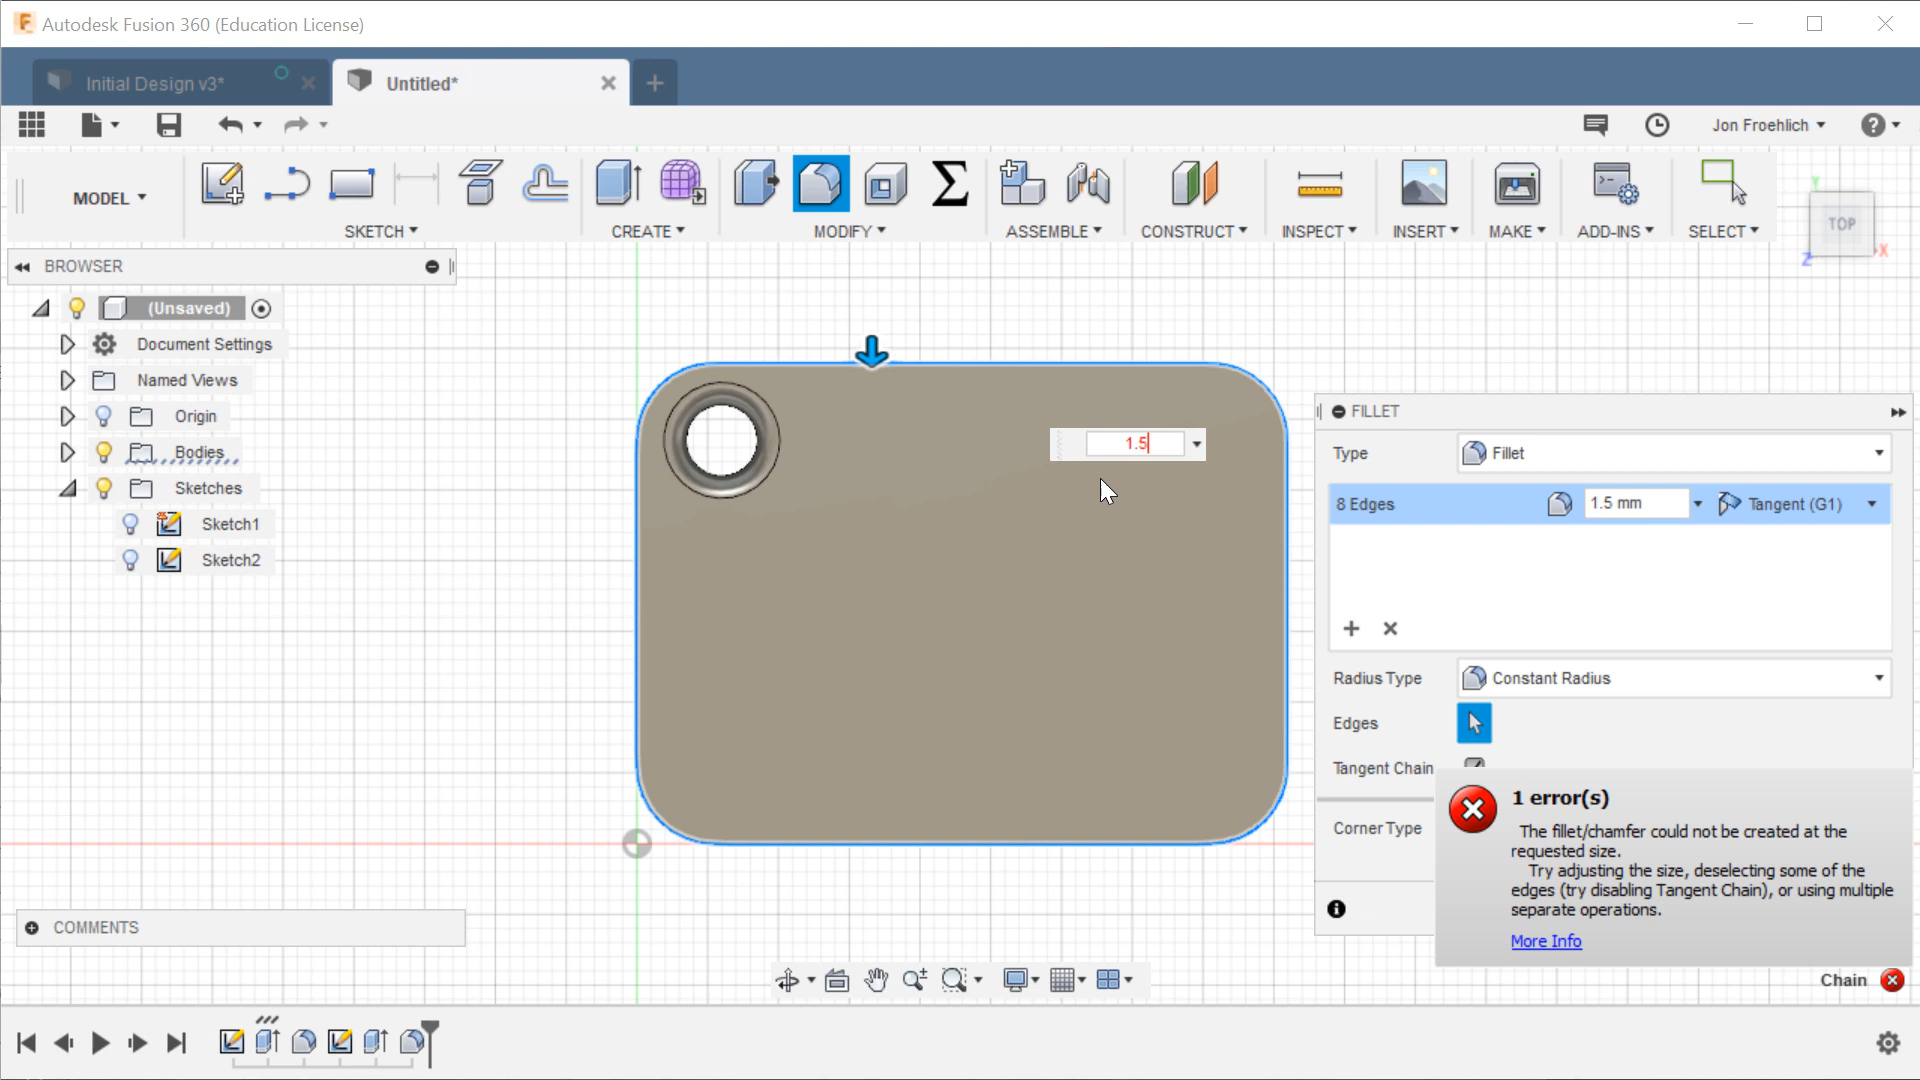 Autodesk Fusion 360 (Education License)
Initial Design v3*
Untitled*
Jon Froehlich
MODEL
SKETCH
CREATE
MODIFY
ASSEMBLE
CONSTRUCT
INSPECT
INSERT
MAKE
ADD-INS
SELECT
Y
TOP
X
Z
BROWSER
(Unsaved)
Document Settings
Named Views
Origin
Bodies
Sketches
Sketch1
Sketch2
1.5
FILLET
Type
Fillet
8 Edges
1.5 mm
Tangent (G1)
Radius Type
Constant Radius
Edges
Tangent Chain
Corner Type
1 error(s)
The fillet/chamfer could not be created at the
requested size.
Try adjusting the size, deselecting some of the
edges (try disabling Tangent Chain), or using multiple
separate operations.
More Info
COMMENTS
Chain